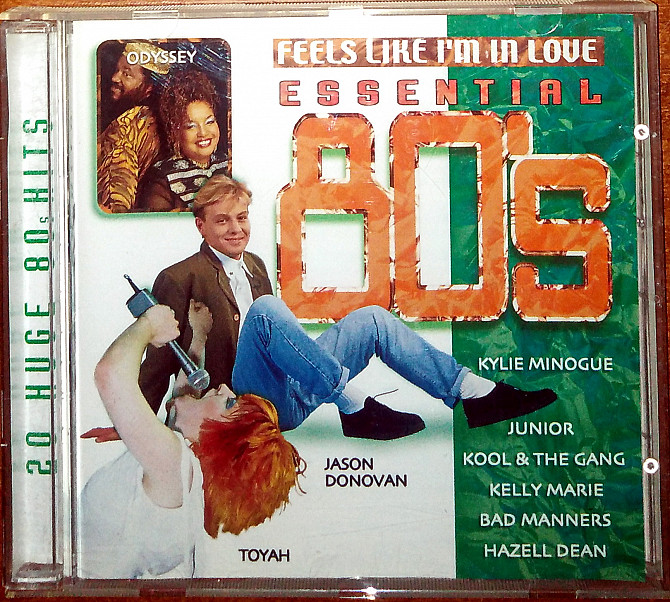 20 HUGE 80s HITS
ODYSSEY
FEELS LIKE I'M IN LOVE
ESSENTIAL
80's
KYLIE MINOGUE
JUNIOR
KOOL & THE GANG
KELLY MARIE
BAD MANNERS
HAZELL DEAN
JASON
DONOVAN
TOYAH